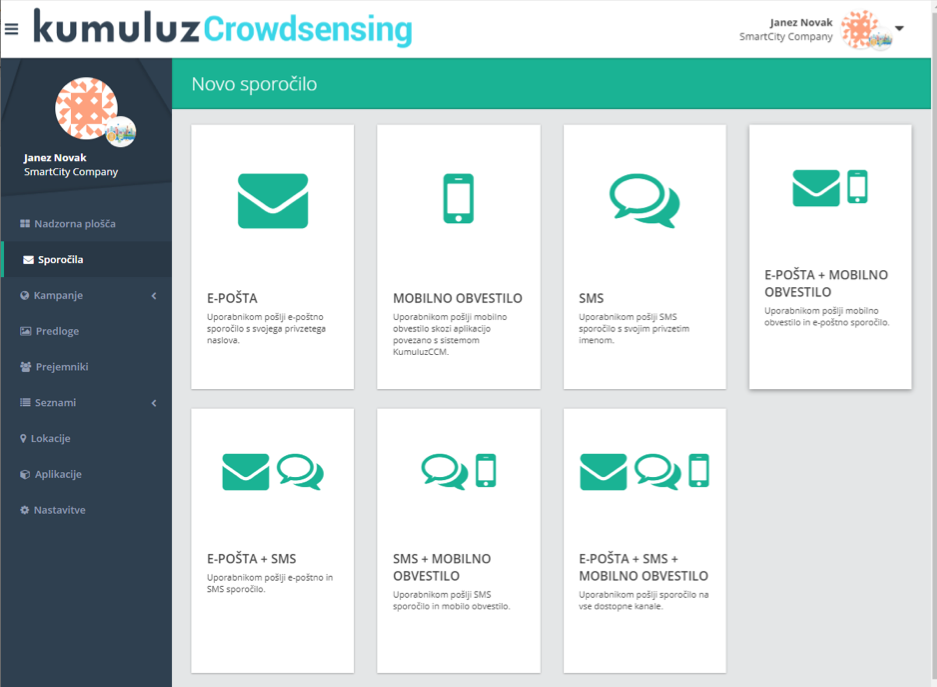 kumuluz Crowdsensing
Janez Novak
SmartCity Company
Janez Novak
SmartCity Company
Nadzorna plošča
Sporočila
Kampanje
Predloge
Prejemniki
Seznami
Lokacije
Aplikacije
Nastavitve
Novo sporočilo
E-POŠTA
Uporabnikom pošlji e-poštno
sporočilo s svojega privzetega
naslova.
MOBILNO OBVESTILO
Uporabnikom pošlji mobilno
obvestilo skozi aplikacijo
povezano s sistemom
KumuluzCCM.
SMS
Uporabnikom pošlji SMS
sporočilo s svojim privzetim
imenom.
E-POŠTA + MOBILNO
OBVESTILO
Uporabnikom pošlji mobilno
obvestilo in e-poštno sporočilo.
E-POŠTA + SMS
Uporabnikom pošlji e-poštno in
SMS sporočilo.
SMS + MOBILNO
OBVESTILO
Uporabnikom pošlji SMS
sporočilo in mobilo obvestilo.
E-POŠTA + SMS +
MOBILNO OBVESTILO
Uporabnikom pošlji sporočilo na
vse dostopne kanale.